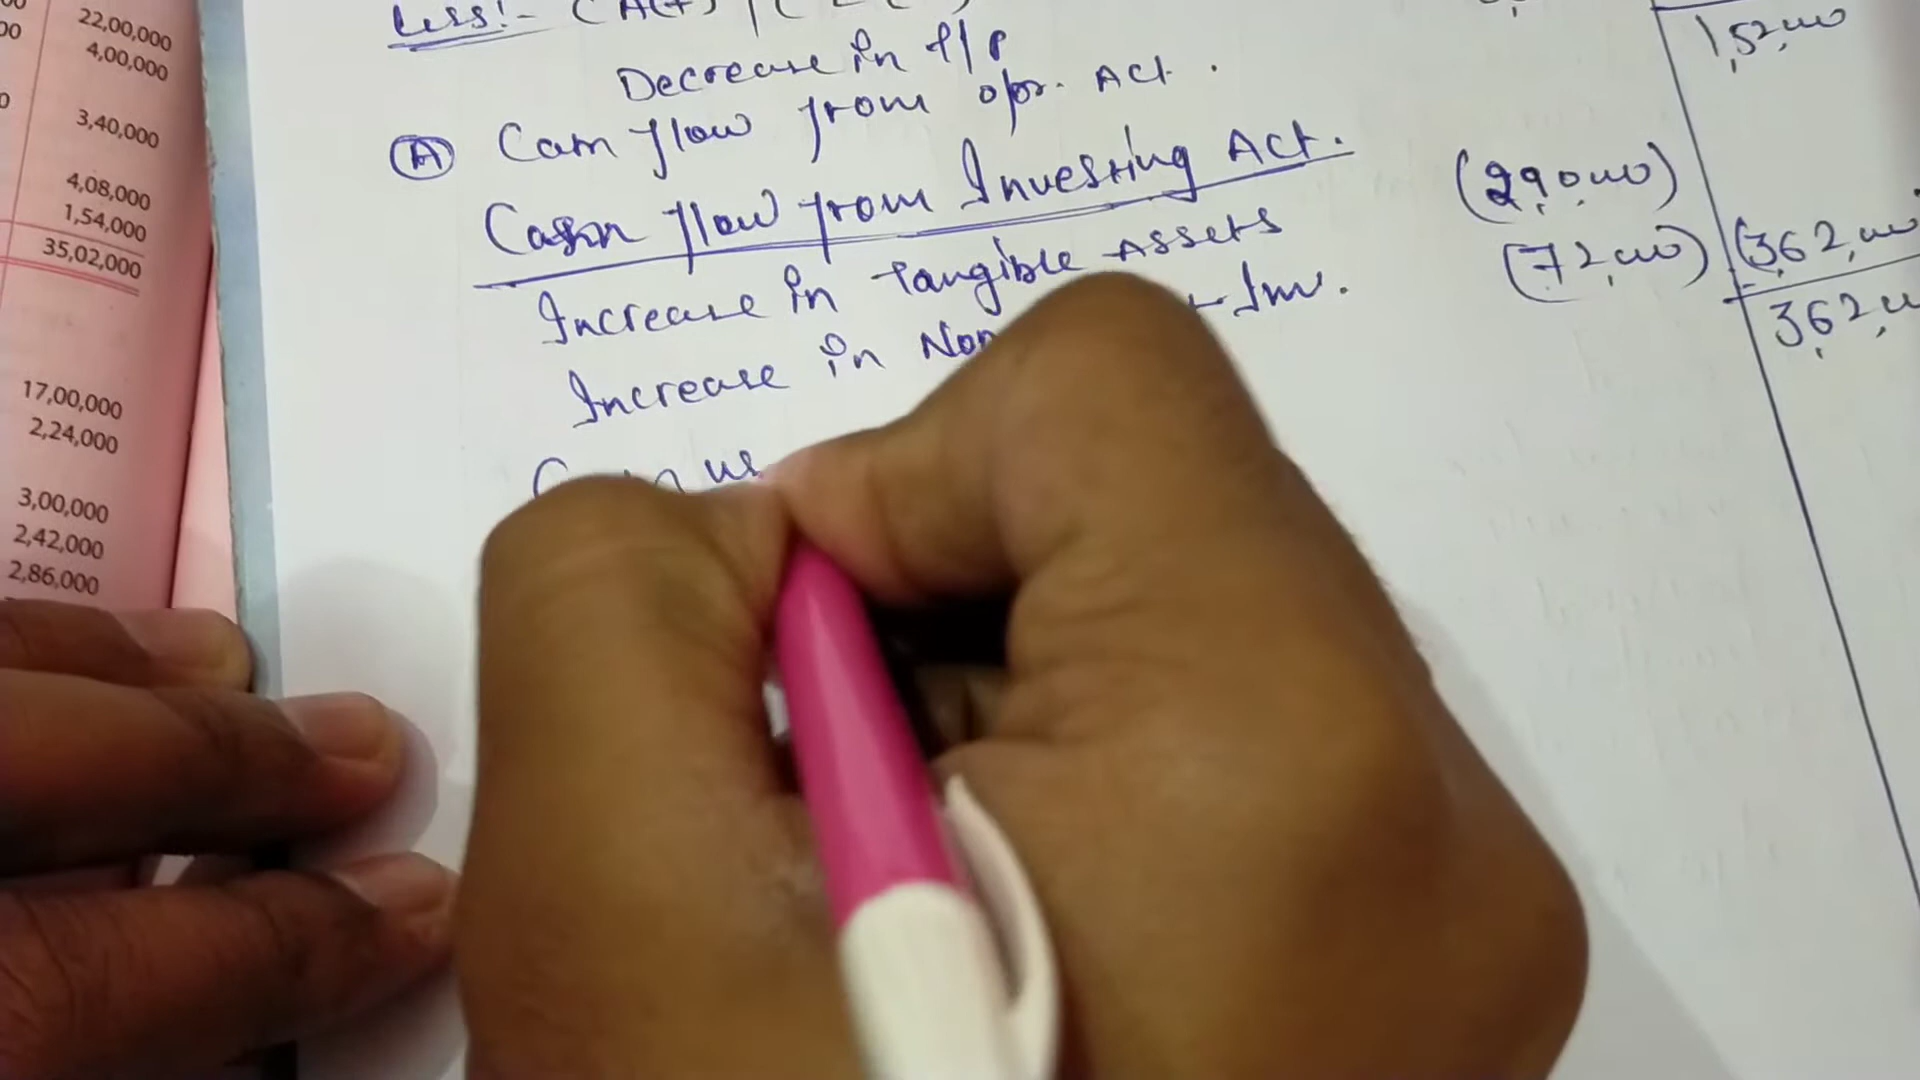 22,00,000
4,00,000
3,40,000
4,08,000
1,54,000
35,02,000
17,00,000
2,24,000
3,00,000
2,42,000
2,86,000
Less:-
Decrease in T/P
1,52,000
(A) Cash flow from opr. Act.
Cash flow from Investing Act.
Increase in tangible Assets (2,90,000)
Increase in Non Inv. (72,000) (3,62,000
3,62,